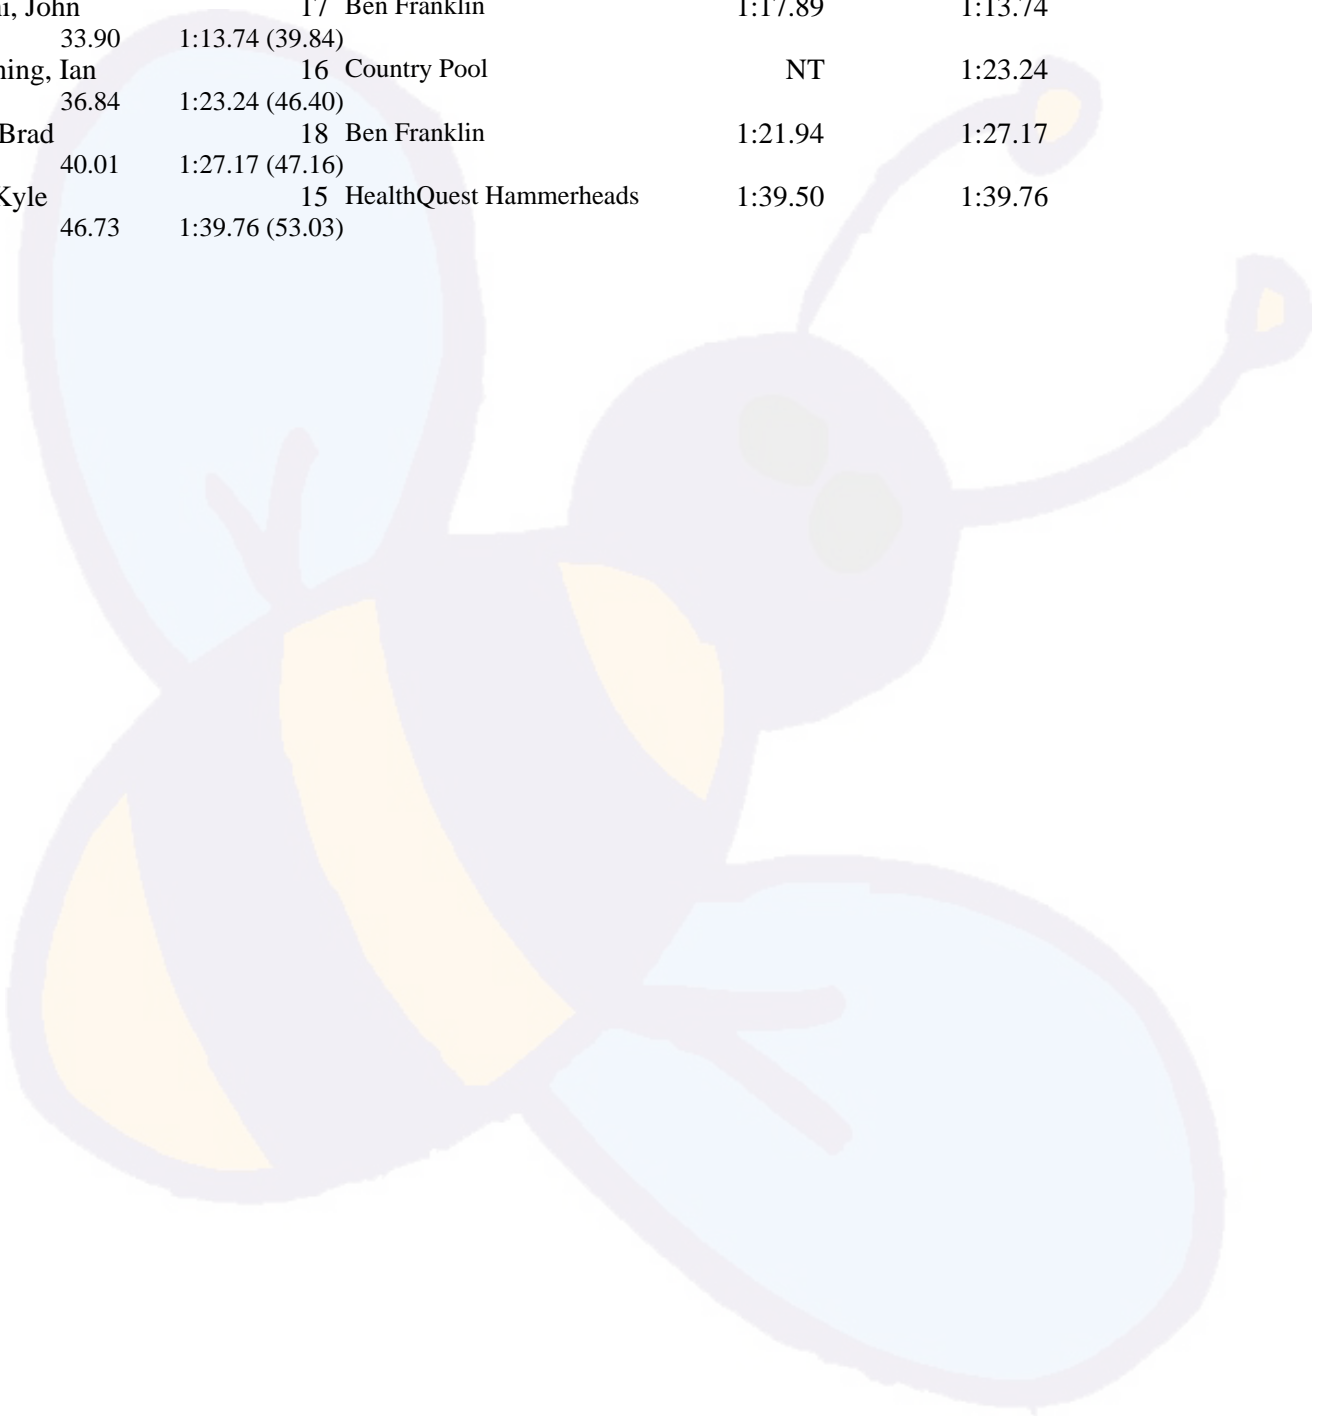 John 17 Ben Franklin 1:17.89 1:13.74
33.90 1:13.74 (39.84)
Ian 16 Country Pool NT 1:23.24
36.84 1:23.24 (46.40)
Brad 18 Ben Franklin 1:21.94 1:27.17
40.01 1:27.17 (47.16)
Kyle 15 HealthQuest Hammerheads 1:39.50 1:39.76
46.73 1:39.76 (53.03)